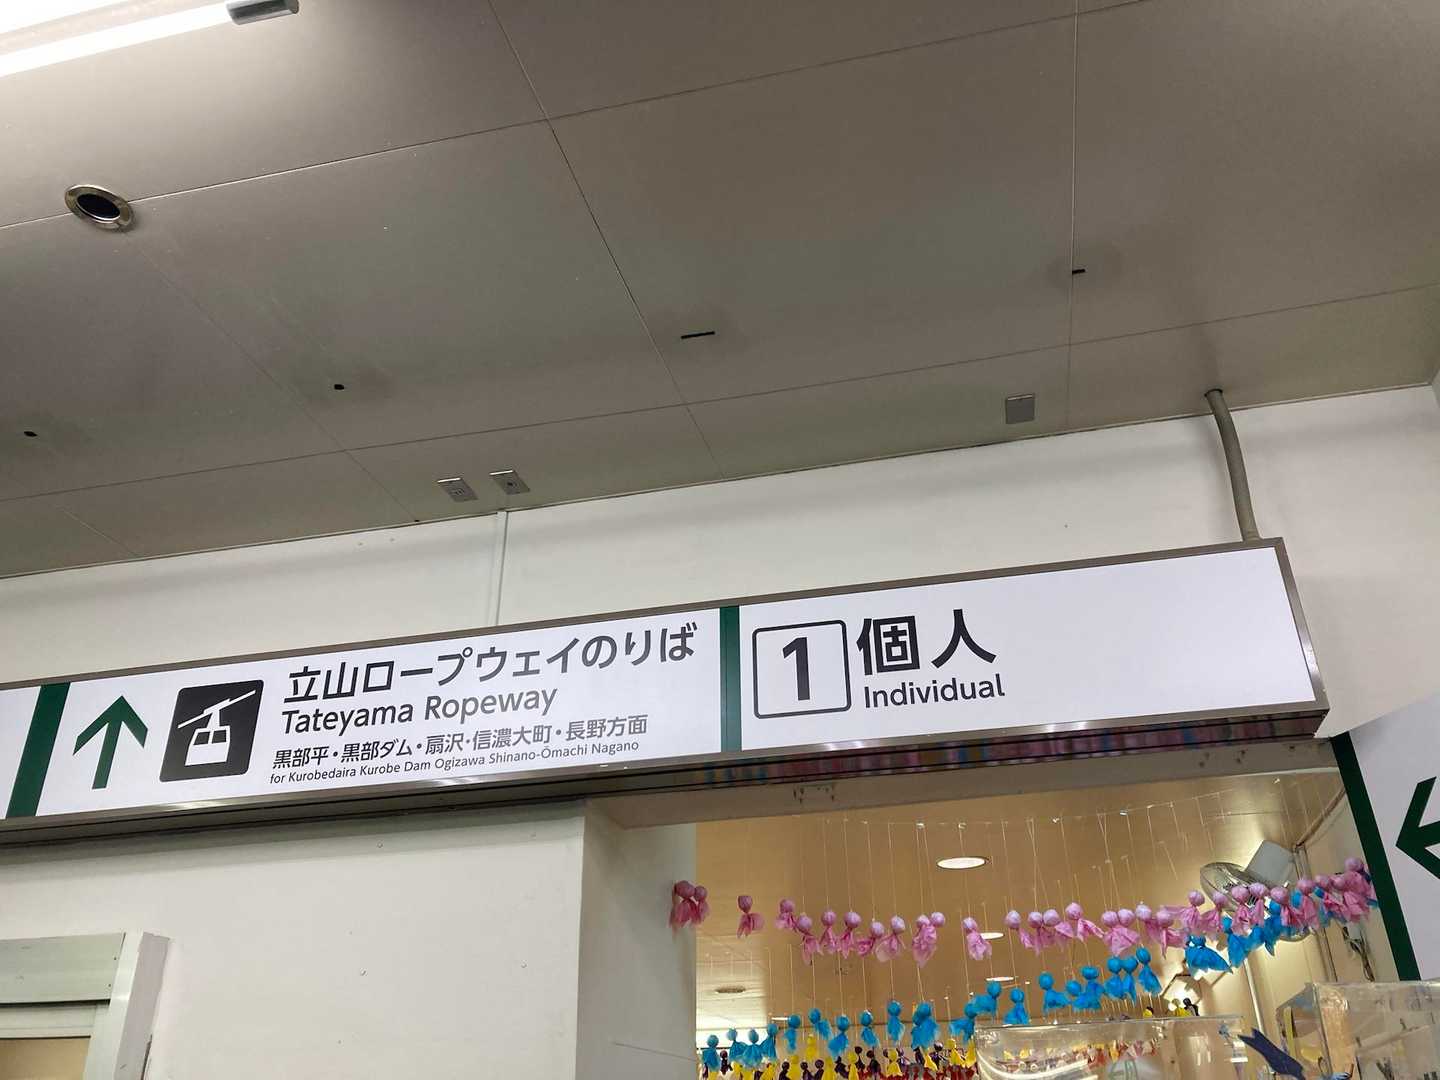 立山ロープウェイのりば
Tateyama Ropeway
黒部平・黒部ダム・扇沢・信濃大町・長野方面
for Kurobedaira Kurobe Dam Ogizawa Shinano-Ōmachi Nagano
1 個人
Individual